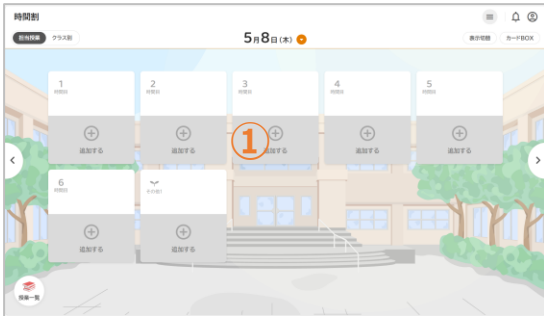 時間割
担当授業 クラス別 5月8日(木) 表示切替 カードBOX
1 2 3 4 5
時間目 時間目 時間目 時間目 時間目
追加する 追加する 追加する 追加する 追加する
①
6
時間目 その他1
追加する 追加する
授業一覧